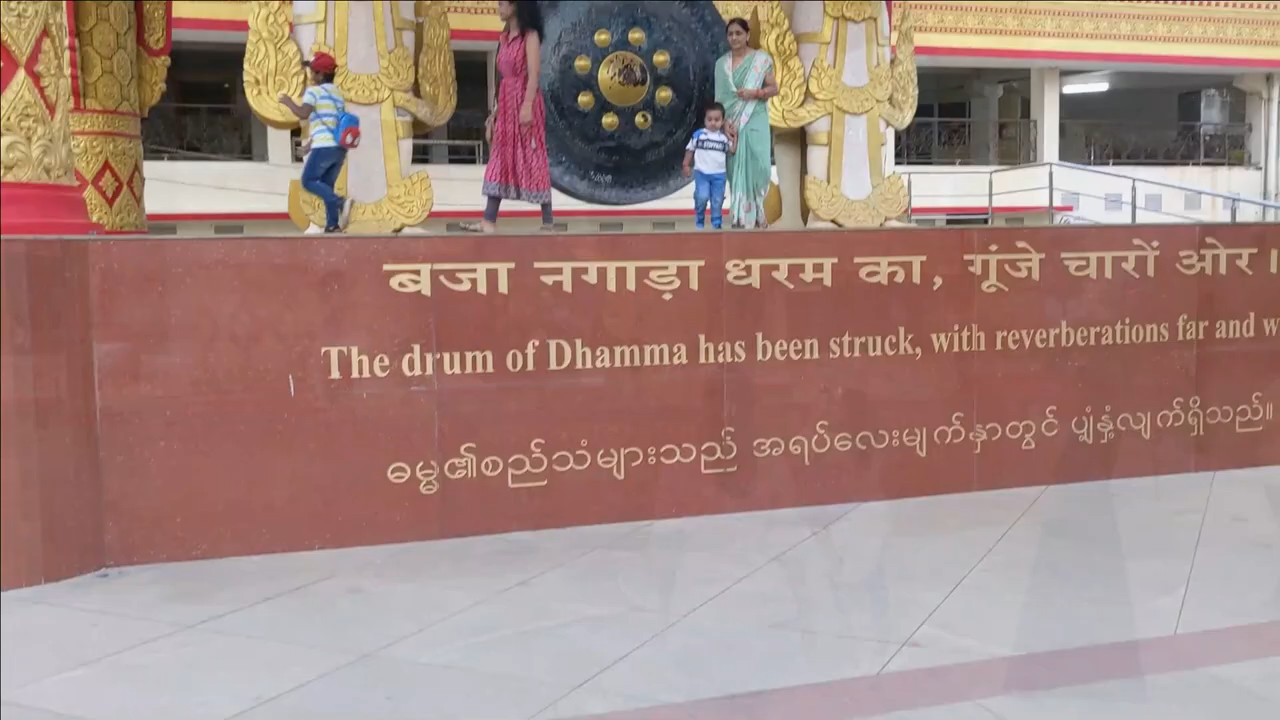 बजा नगाड़ा धरम का, गूंजे चारों ओर।
The drum of Dhamma has been struck, with reverberations far and w
ဓမ္မ၏စည်သံများသည် အရပ်လေးမျက်နှာတွင် ပျံ့နှံ့လျက်ရှိသည်။